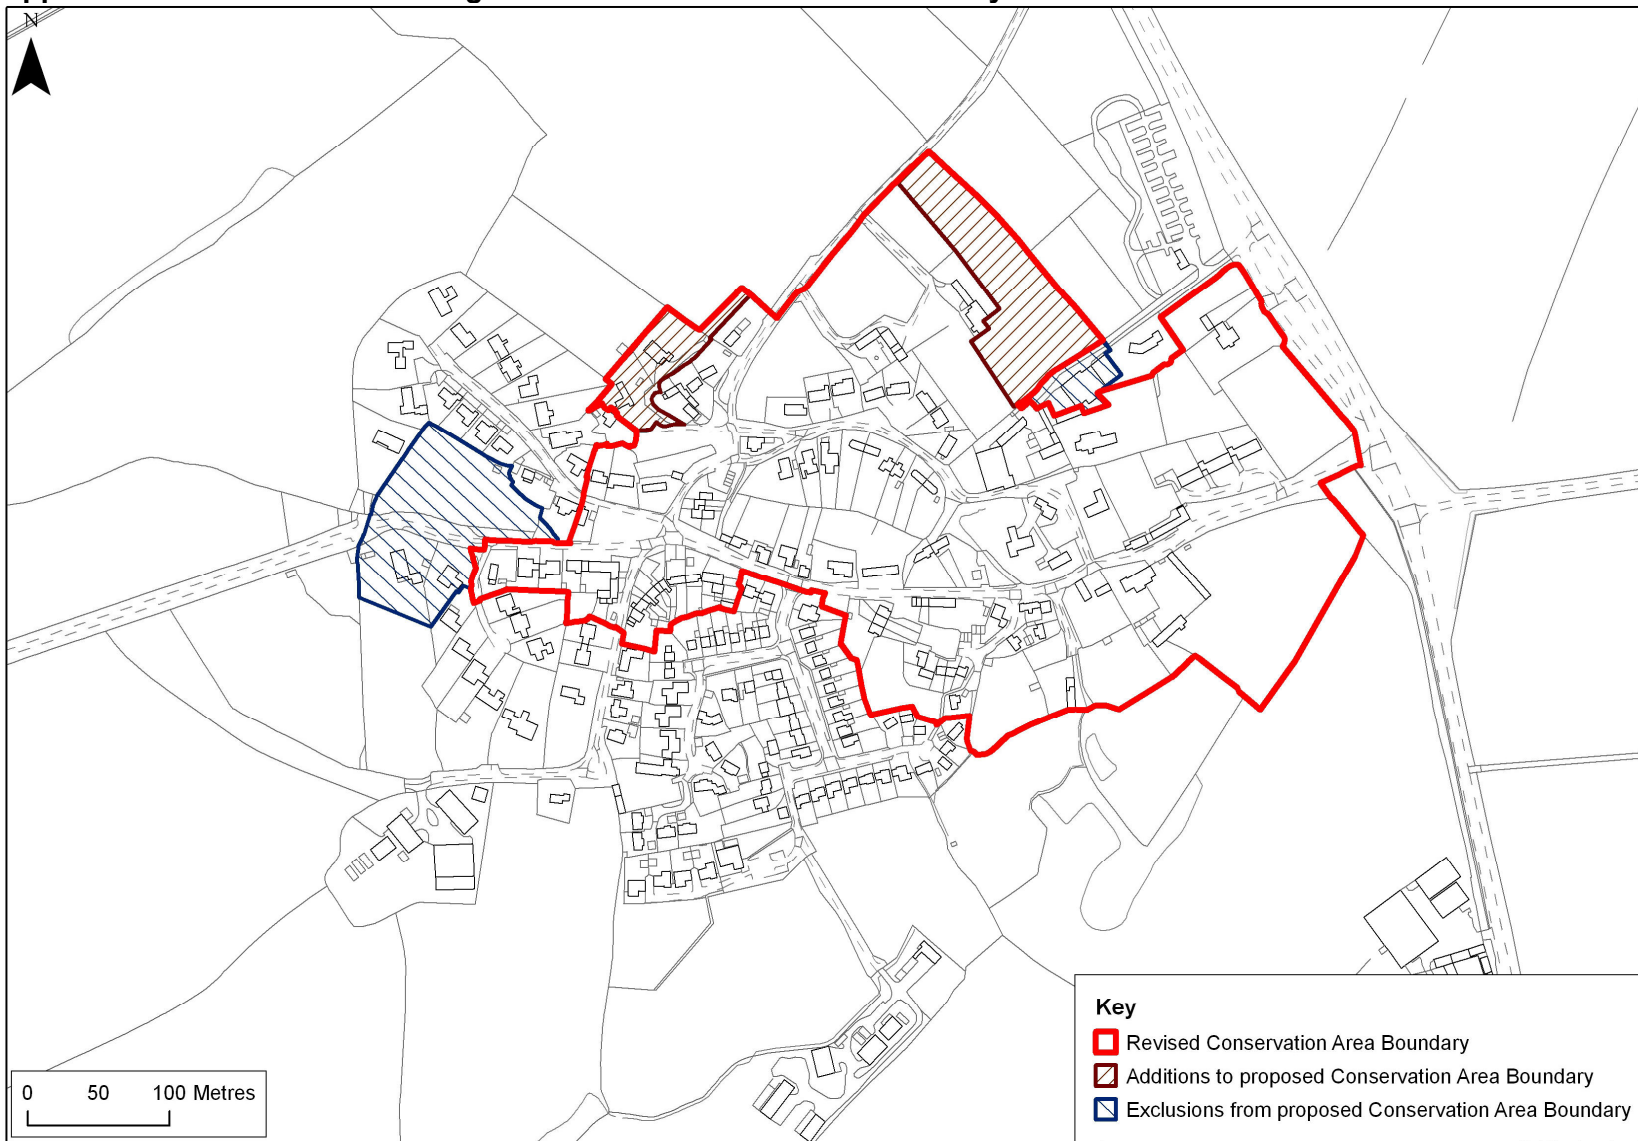 N
Key
Revised Conservation Area Boundary
Additions to proposed Conservation Area Boundary
Exclusions from proposed Conservation Area Boundary
0 50 100 Metres